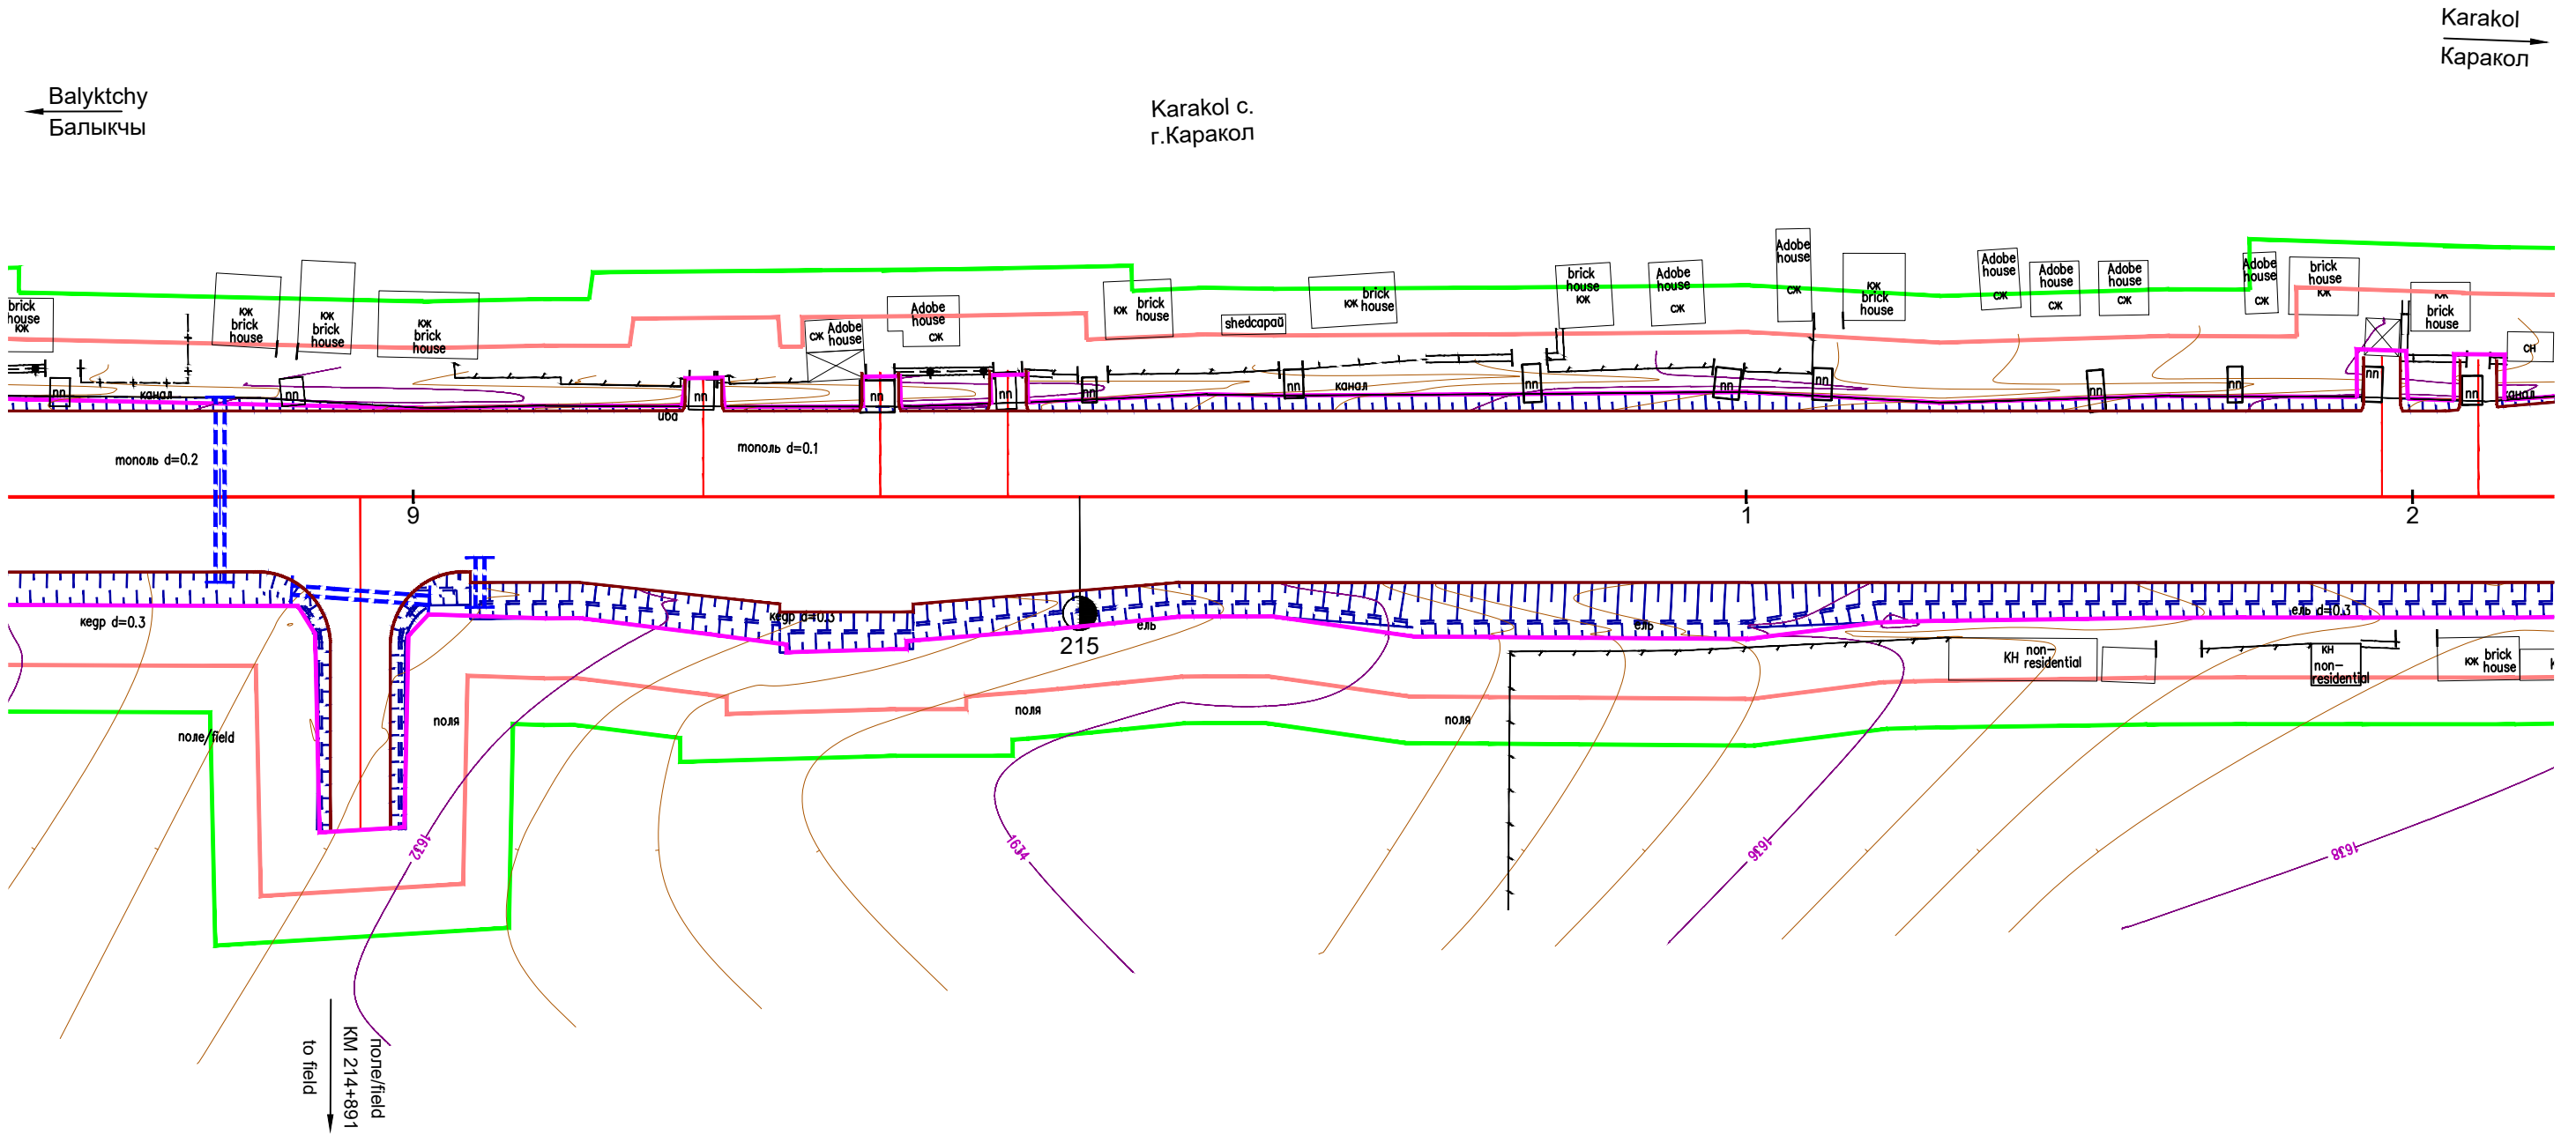 Karakol
Каракол
Balyktchy
Балыкчы
Karakol c.
г.Каракол
brick
house
кж
кж
brick
house
кж
brick
house
кж
brick
house
сж Adobe
house
Adobe
house
сж
кж brick
house
shedсарай
кж brick
house
brick
house
кж
Adobe
house
сж
Adobe
house
сж
кж
brick
house
Adobe
house
сж
Adobe
house
сж
Adobe
house
сж
Adobe
house
сж
brick
house
кж
кж
brick
house
сн
пп
канал
пп
пп
пп
пп
пп
пп
канал
пп
пп
пп
пп
пп
пп
пп
канал
ива
тополь d=0.2
тополь d=0.1
9
1
2
215
кедр d=0.3
кедр d=0.3
ель
ель
ель d=0.3
КН non-
residential
КН
non-
residential
кж brick
house
поле/field
поля
поля
поля
1632
1634
1636
1638
поле/field
КМ 214+891
to field